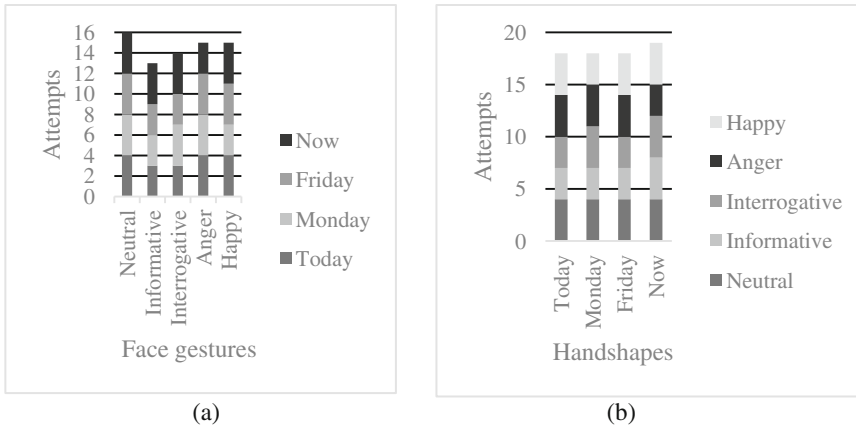 16
14
12
10
8
6
4
2
0
Attempts
Neutral
Informative
Interrogative
Anger
Happy
Face gestures
Now
Friday
Monday
Today
(a)
20
15
10
5
0
Attempts
Today
Monday
Friday
Now
Handshapes
Happy
Anger
Interrogative
Informative
Neutral
(b)